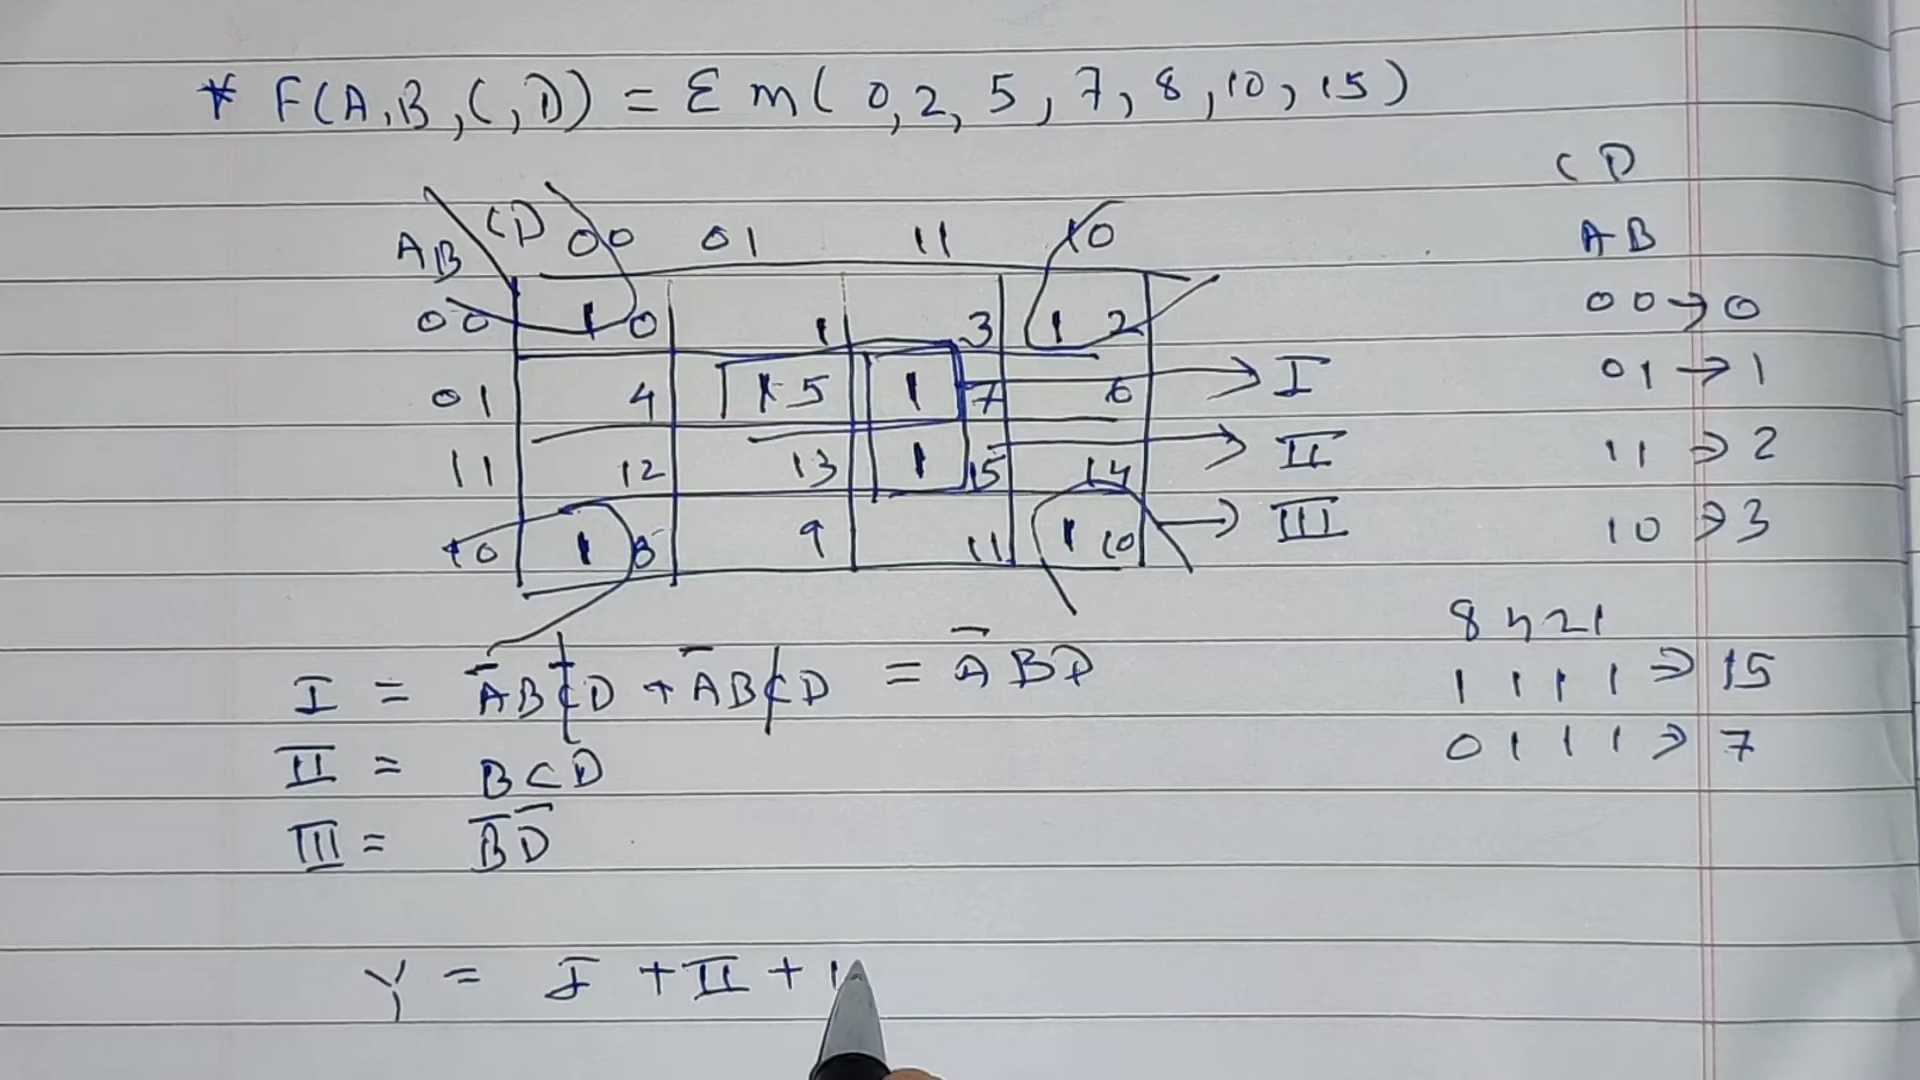 * F(A,B,C,D) = Σ m( 0,2, 5, 7, 8, 10, 15)
CD
AB
00 → 0
01 → 1
11 → 2
10 → 3
AB CD 00 01 11 10
00 1 0 1 3 1 2
01 4 1 5 1 7 6 → I
11 12 13 1 15 14 → II
10 1 8 9 11 1 10 → III
8 4 2 1
1 1 1 1 ⇒ 15
0 1 1 1 ⇒ 7
I = A̅BC̅D + A̅BCD = A̅BD
II = BCD
III = B̅D̅
Y = I + II +